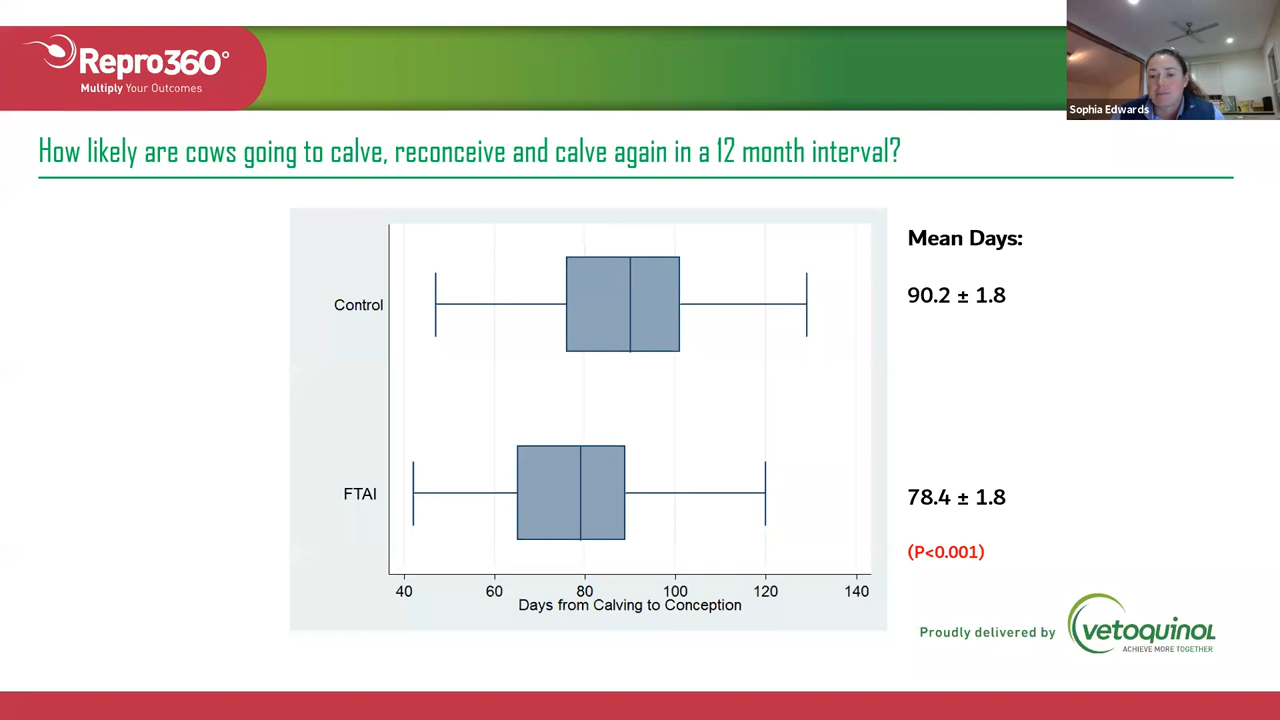 Repro360°
Multiply Your Outcomes
Sophia Edwards
How likely are cows going to calve, reconceive and calve again in a 12 month interval?
Mean Days:
Control
90.2 ± 1.8
FTAI
78.4 ± 1.8
(P<0.001)
40 60 80 100 120 140
Days from Calving to Conception
Proudly delivered by
vetoquinol
ACHIEVE MORE TOGETHER